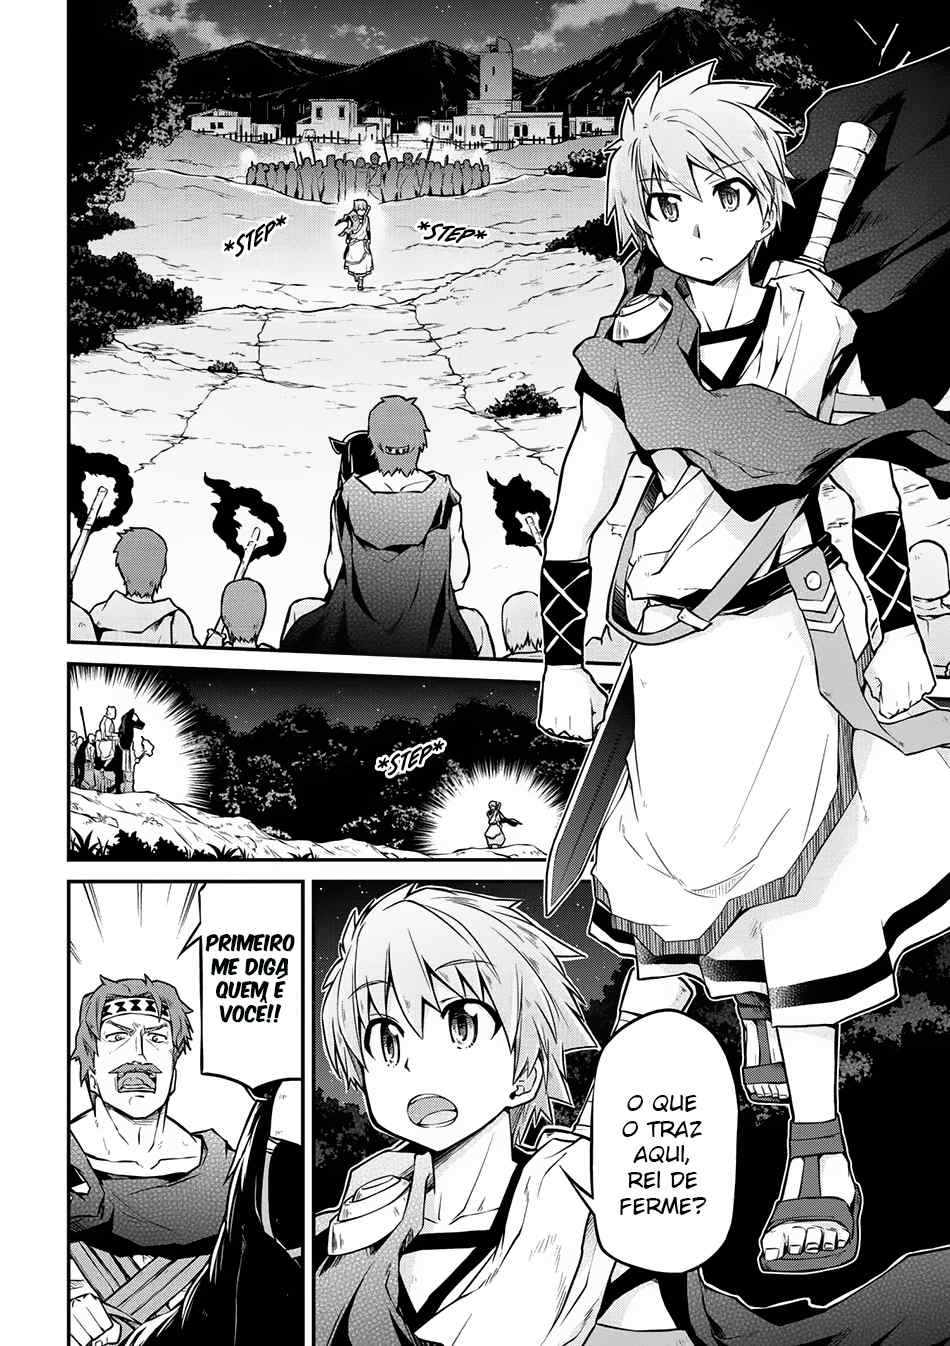 *STEP*
*STEP*
*STEP*
O QUE
O TRAZ
AQUI,
REI DE
FERME?
PRIMEIRO
ME DIGA
QUEM É
VOCÊ!!